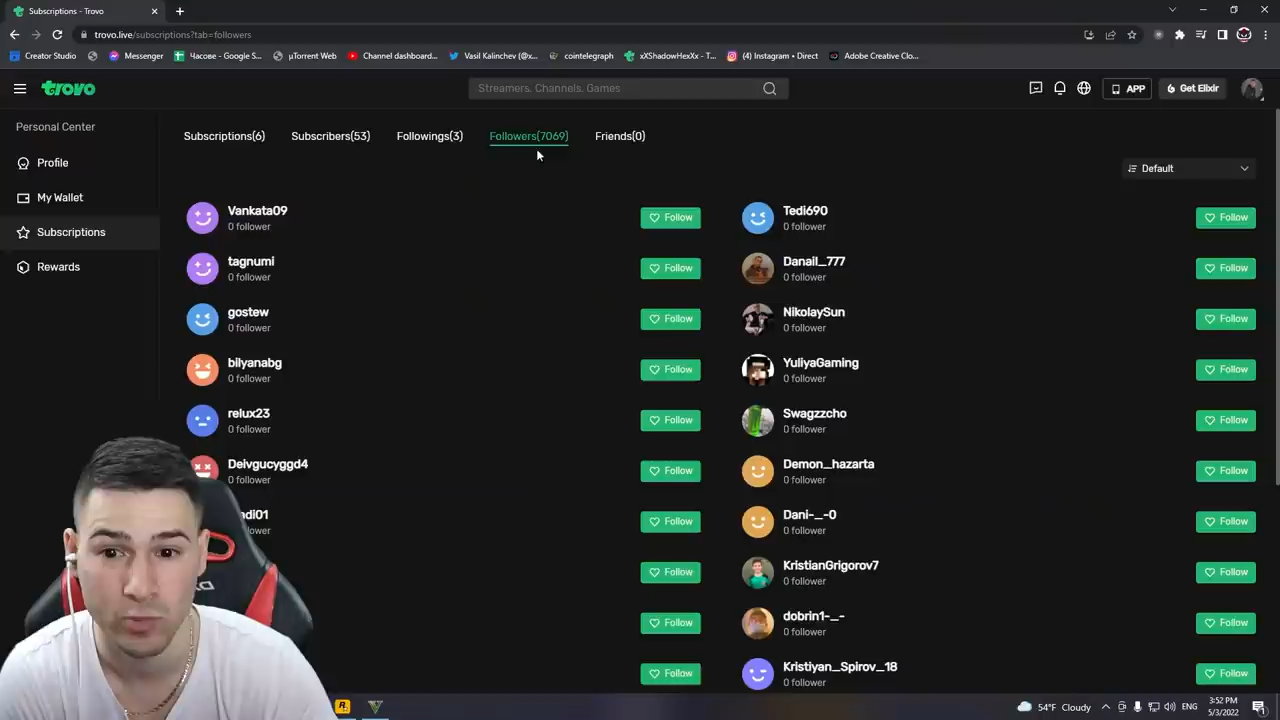 Subscriptions - Trovo
trovo.live/subscriptions?tab=followers
Creator Studio
Messenger
Часове - Google S...
µTorrent Web
Channel dashboard...
Vasil Kalinchev (@x...
cointelegraph
xXShadowHexXx - T...
(4) Instagram • Direct
Adobe Creative Clo...
trovo
Streamers, Channels, Games
APP
Get Elixir
Personal Center
Profile
My Wallet
Subscriptions
Rewards
Subscriptions(6)
Subscribers(53)
Followings(3)
Followers(7069)
Friends(0)
Default
Vankata09
0 follower
Follow
Tedi690
0 follower
Follow
tagnumi
0 follower
Follow
Danail_777
0 follower
Follow
gostew
0 follower
Follow
NikolaySun
0 follower
Follow
bilyanabg
0 follower
Follow
YuliyaGaming
0 follower
Follow
relux23
0 follower
Follow
Swagzzcho
0 follower
Follow
Deivgucyggd4
0 follower
Follow
Demon_hazarta
0 follower
Follow
Follow
Dani-_-0
0 follower
Follow
Follow
KristianGrigorov7
0 follower
Follow
Follow
dobrin1-_-
0 follower
Follow
Follow
Kristiyan_Spirov_18
0 follower
Follow
54°F Cloudy
ENG
3:52 PM
5/3/2022